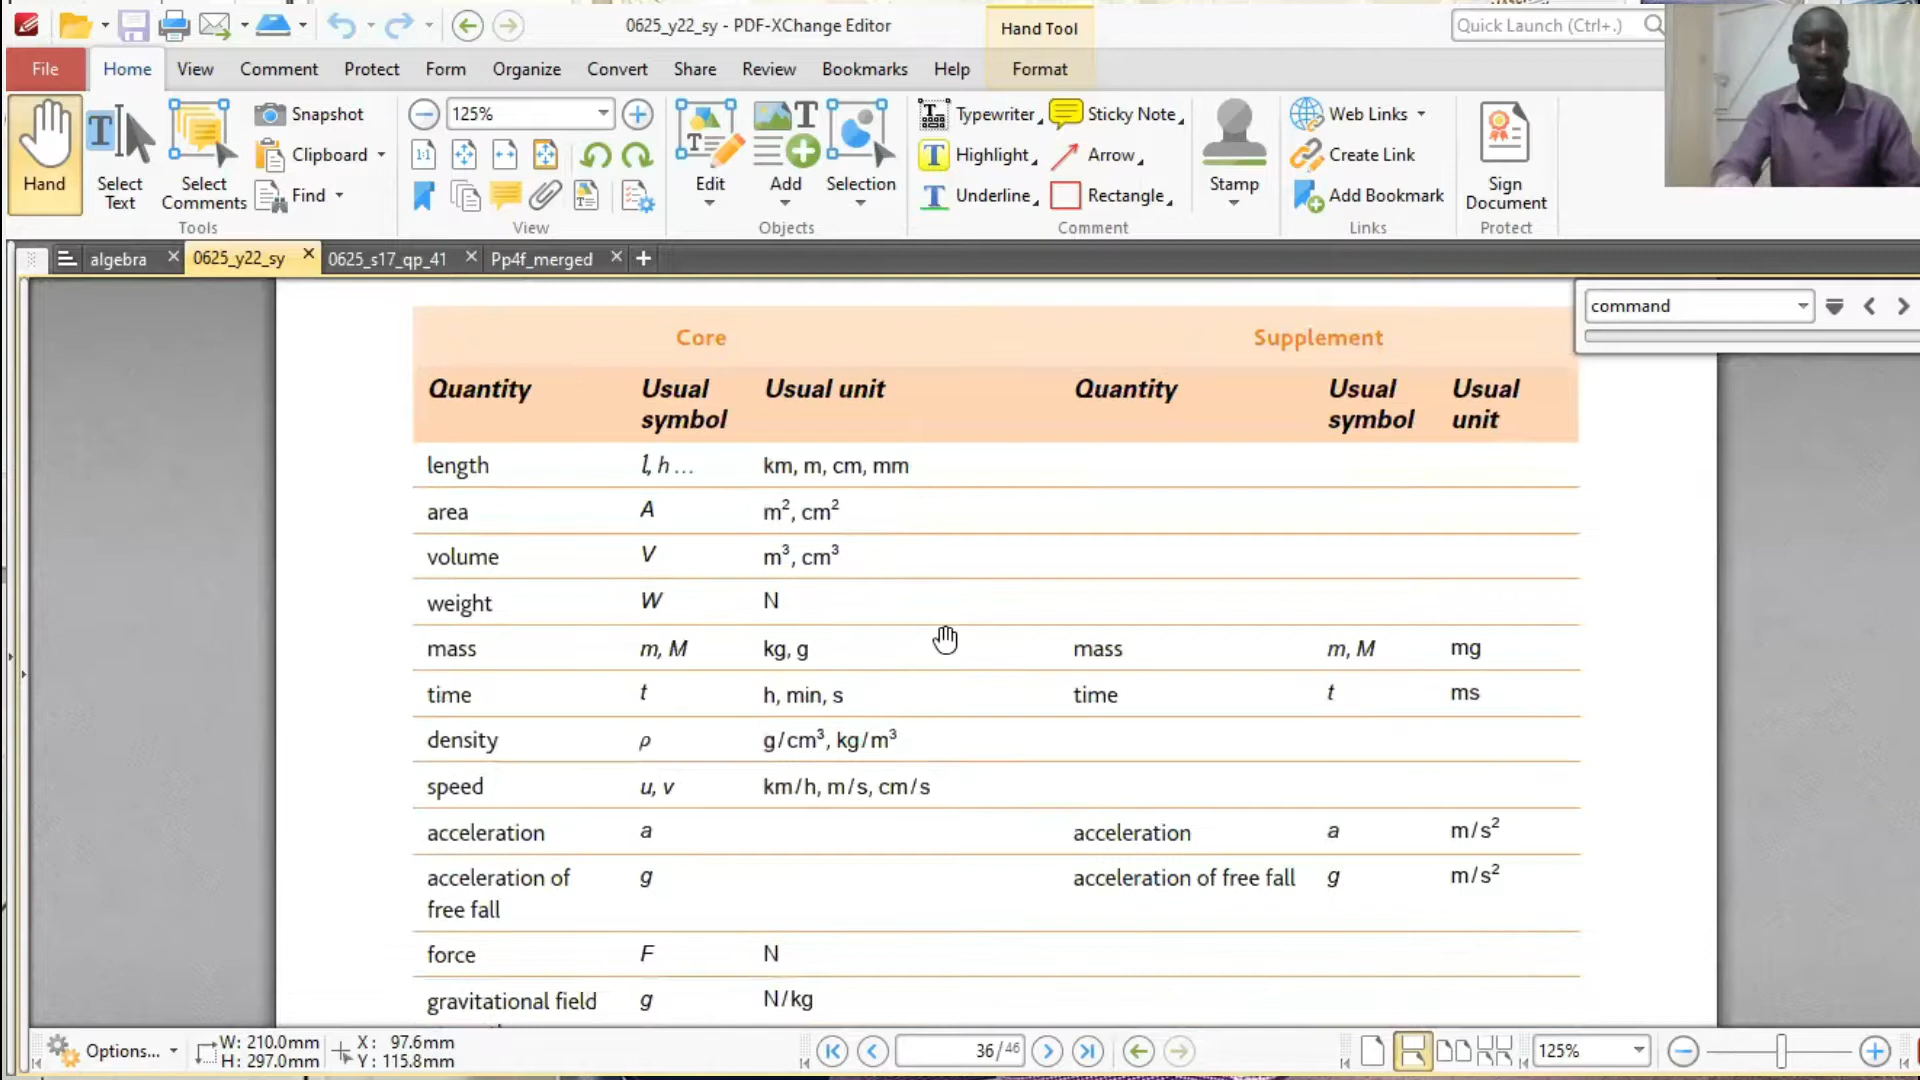 0625_y22_sy - PDF-XChange Editor
Hand Tool
Quick Launch (Ctrl+.)
File Home View Comment Protect Form Organize Convert Share Review Bookmarks Help Format
Hand
Select Text
Select Comments
Snapshot
Clipboard
Find
Tools
125%
1:1
View
Edit
Add
Selection
Objects
Typewriter
Highlight
Underline
Sticky Note
Arrow
Rectangle
Comment
Stamp
Web Links
Create Link
Add Bookmark
Links
Sign Document
Protect
algebra 0625_y22_sy 0625_s17_qp_41 Pp4f_merged
command
Core Supplement
Quantity Usual symbol Usual unit Quantity Usual symbol Usual unit
length l, h ... km, m, cm, mm
area A m², cm²
volume V m³, cm³
weight W N
mass m, M kg, g mass m, M mg
time t h, min, s time t ms
density ρ g/cm³, kg/m³
speed u, v km/h, m/s, cm/s
acceleration a acceleration a m/s²
acceleration of free fall g acceleration of free fall g m/s²
force F N
gravitational field g N/kg
Options...
W: 210.0mm
H: 297.0mm
X: 97.6mm
Y: 115.8mm
36/46
125%